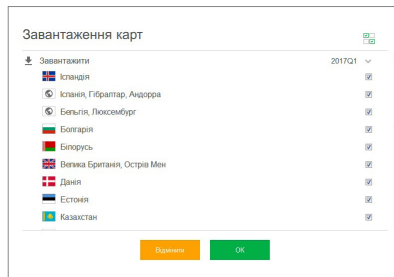 Завантаження карт
Завантажити 2017Q1
Ісландія
Іспанія, Гібралтар, Андорра
Бельгія, Люксембург
Болгарія
Білорусь
Велика Британія, Острів Мен
Данія
Естонія
Казахстан
Відмінити OK